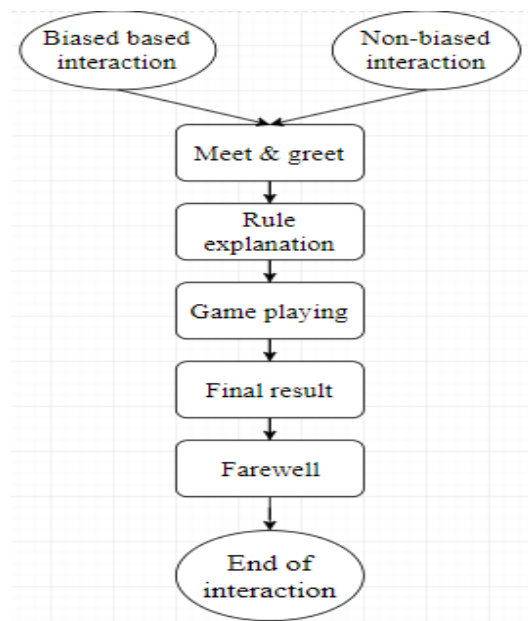 Biased based
interaction
Non-biased
interaction
Meet & greet
Rule
explanation
Game playing
Final result
Farewell
End of
interaction